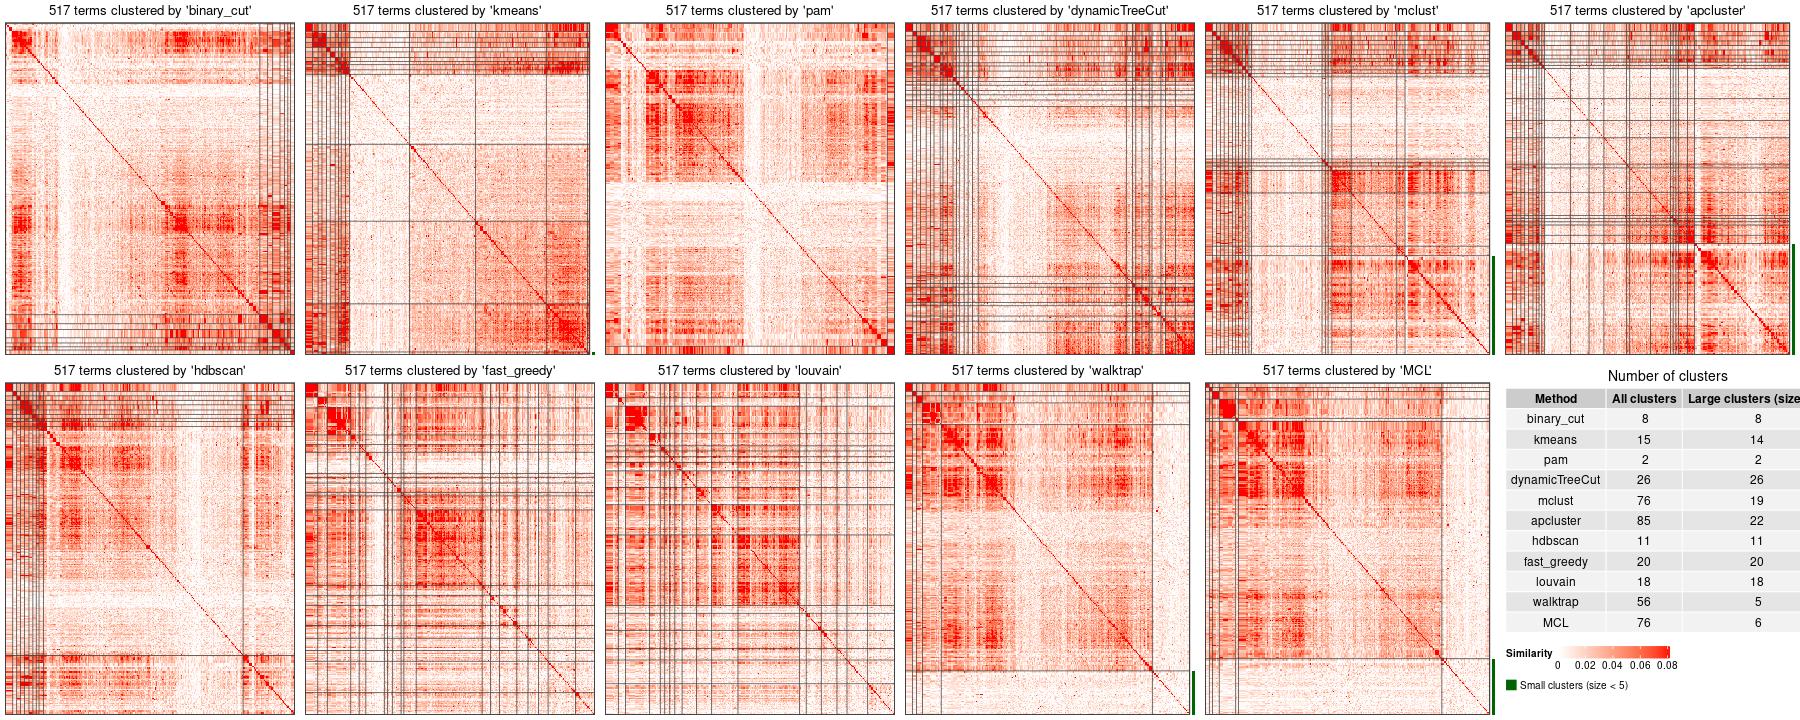 517 terms clustered by 'binary_cut'
517 terms clustered by 'kmeans'
517 terms clustered by 'pam'
517 terms clustered by 'dynamicTreeCut'
517 terms clustered by 'mclust'
517 terms clustered by 'apcluster'
517 terms clustered by 'hdbscan'
517 terms clustered by 'fast_greedy'
517 terms clustered by 'louvain'
517 terms clustered by 'walktrap'
517 terms clustered by 'MCL'
Number of clusters
Method All clusters Large clusters (size
binary_cut 8 8
kmeans 15 14
pam 2 2
dynamicTreeCut 26 26
mclust 76 19
apcluster 85 22
hdbscan 11 11
fast_greedy 20 20
louvain 18 18
walktrap 56 5
MCL 76 6
Similarity
0 0.02 0.04 0.06 0.08
Small clusters (size < 5)